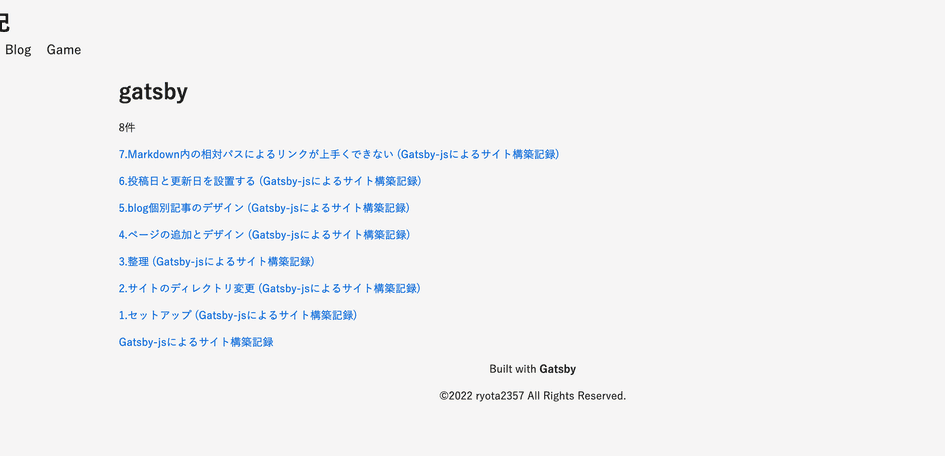 記
Blog Game
gatsby
8件
7.Markdown内の相対パスによるリンクが上手くできない (Gatsby-jsによるサイト構築記録)
6.投稿日と更新日を設置する (Gatsby-jsによるサイト構築記録)
5.blog個別記事のデザイン (Gatsby-jsによるサイト構築記録)
4.ページの追加とデザイン (Gatsby-jsによるサイト構築記録)
3.整理 (Gatsby-jsによるサイト構築記録)
2.サイトのディレクトリ変更 (Gatsby-jsによるサイト構築記録)
1.セットアップ (Gatsby-jsによるサイト構築記録)
Gatsby-jsによるサイト構築記録
Built with Gatsby
©2022 ryota2357 All Rights Reserved.